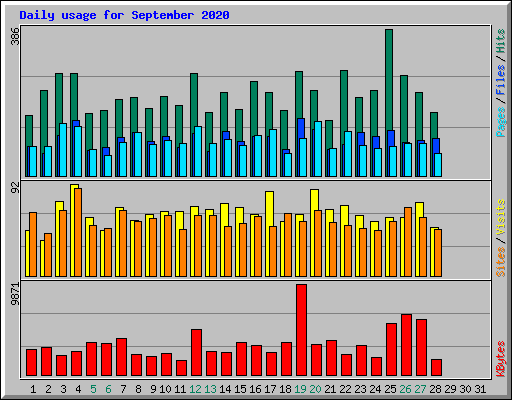 Daily usage for September 2020
386
Pages / Files / Hits
92
Sites / Visits
9871
KBytes
1 2 3 4 5 6 7 8 9 10 11 12 13 14 15 16 17 18 19 20 21 22 23 24 25 26 27 28 29 30 31